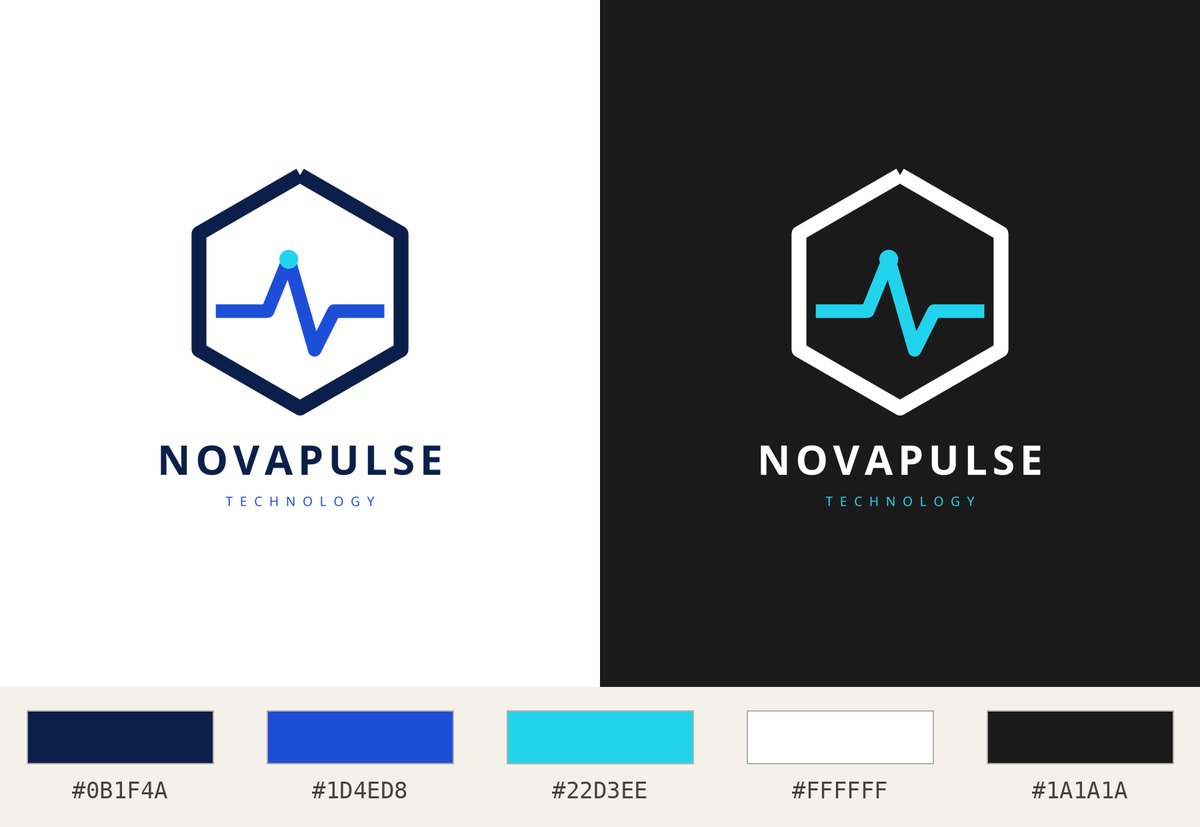 NOVAPULSE
TECHNOLOGY
NOVAPULSE
TECHNOLOGY
#0B1F4A
#1D4ED8
#22D3EE
#FFFFFF
#1A1A1A